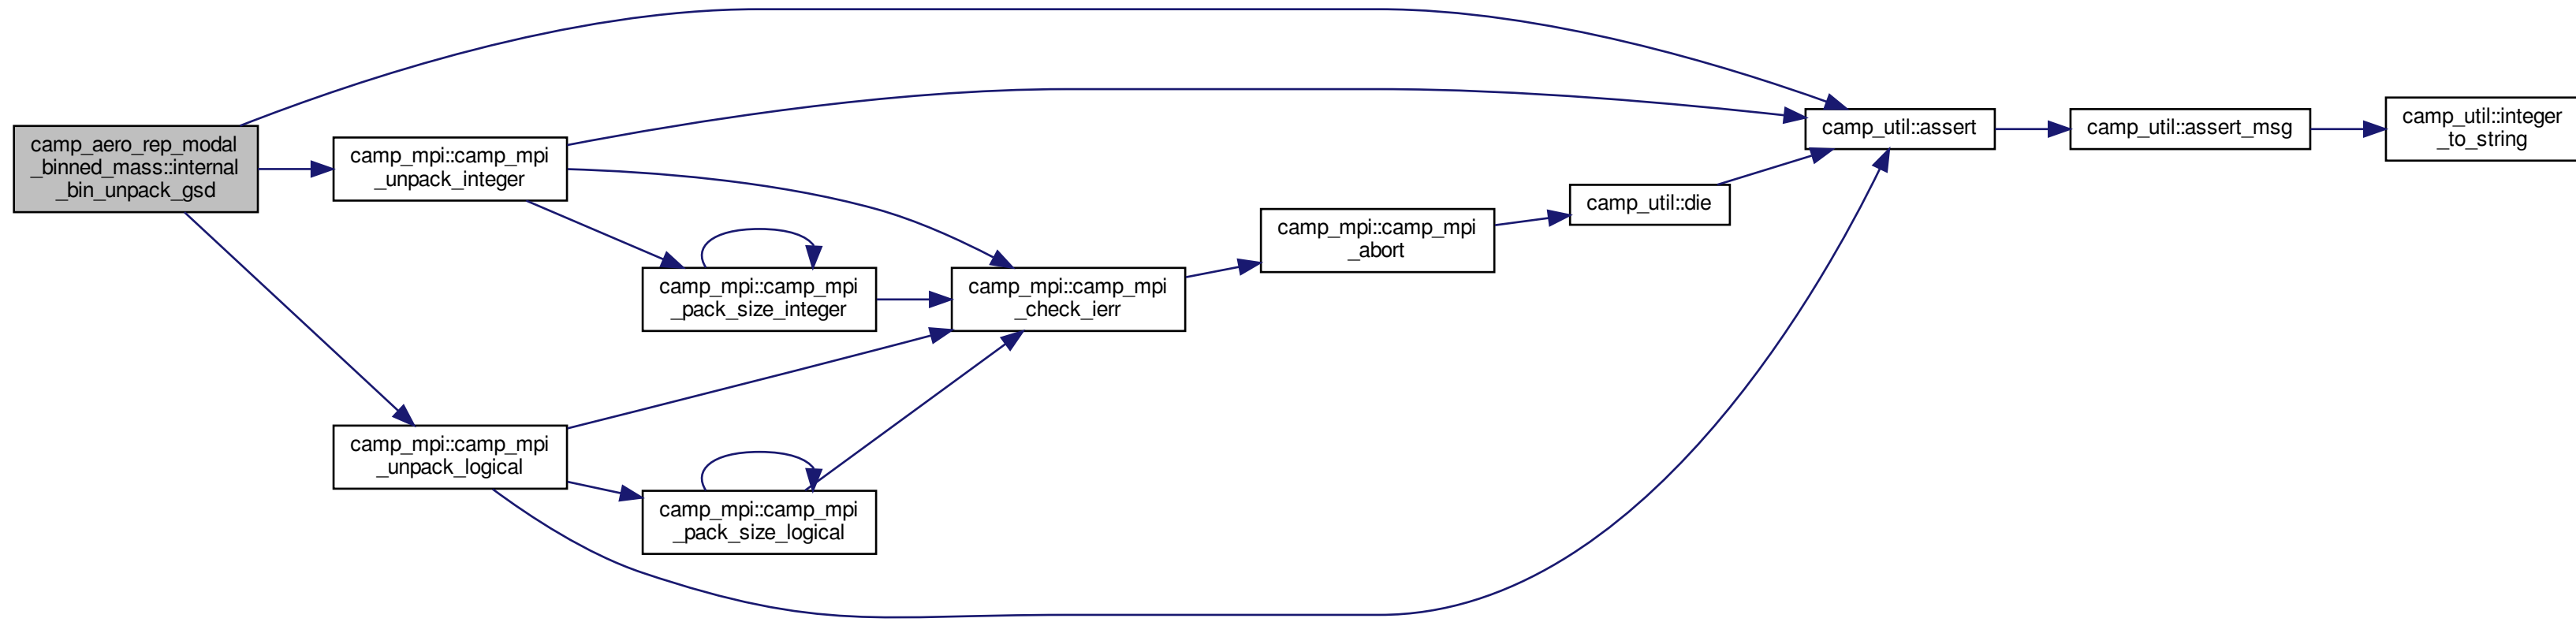 camp_aero_rep_modal
_binned_mass::internal
_bin_unpack_gsd
camp_mpi::camp_mpi
_unpack_integer
camp_mpi::camp_mpi
_pack_size_integer
camp_mpi::camp_mpi
_check_ierr
camp_mpi::camp_mpi
_abort
camp_util::die
camp_util::assert
camp_util::assert_msg
camp_util::integer
_to_string
camp_mpi::camp_mpi
_unpack_logical
camp_mpi::camp_mpi
_pack_size_logical